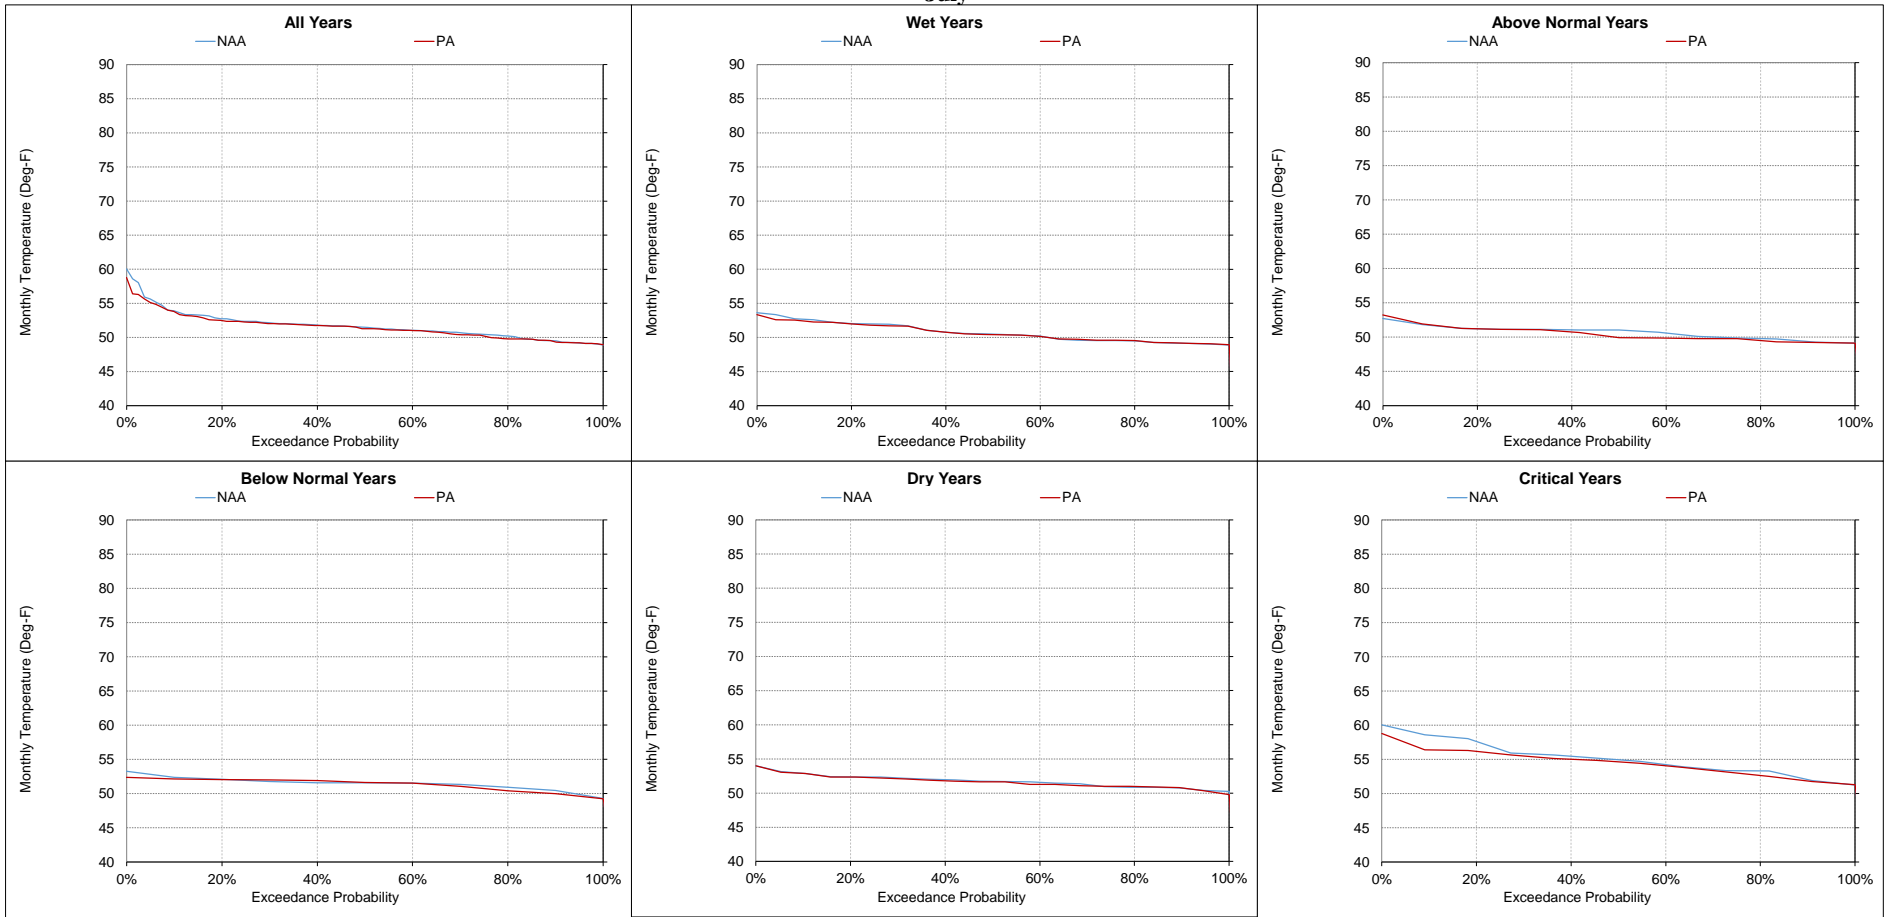 All Years
NAA PA
90
85
80
75
70
65
60
55
50
45
40
0% 20% 40% 60% 80% 100%
Monthly Temperature (Deg-F)
Exceedance Probability
Wet Years
NAA PA
90
85
80
75
70
65
60
55
50
45
40
0% 20% 40% 60% 80% 100%
Monthly Temperature (Deg-F)
Exceedance Probability
Above Normal Years
NAA PA
90
85
80
75
70
65
60
55
50
45
40
0% 20% 40% 60% 80% 100%
Monthly Temperature (Deg-F)
Exceedance Probability
Below Normal Years
NAA PA
90
85
80
75
70
65
60
55
50
45
40
0% 20% 40% 60% 80% 100%
Monthly Temperature (Deg-F)
Exceedance Probability
Dry Years
NAA PA
90
85
80
75
70
65
60
55
50
45
40
0% 20% 40% 60% 80% 100%
Monthly Temperature (Deg-F)
Exceedance Probability
Critical Years
NAA PA
90
85
80
75
70
65
60
55
50
45
40
0% 20% 40% 60% 80% 100%
Monthly Temperature (Deg-F)
Exceedance Probability